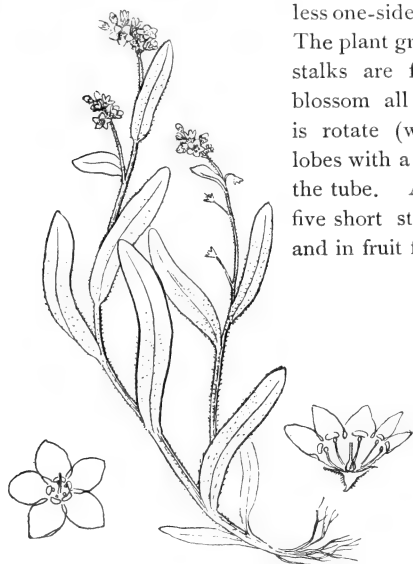 less one-side
The plant gr
stalks are f
blossom all
is rotate (w
lobes with a
the tube. A
five short st
and in fruit f